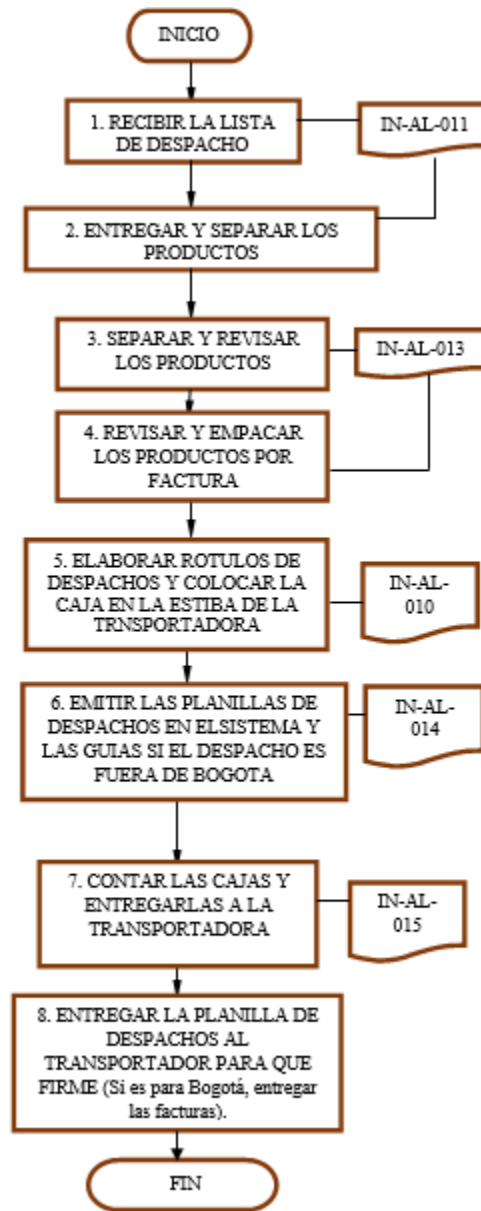 INICIO
1. RECIBIR LA LISTA
DE DESPACHO
IN-AL-011
2. ENTREGAR Y SEPARAR LOS
PRODUCTOS
3. SEPARAR Y REVISAR
LOS PRODUCTOS
IN-AL-013
4. REVISAR Y EMPACAR
LOS PRODUCTOS POR
FACTURA
5. ELABORAR ROTULOS DE
DESPACHOS Y COLOCAR LA
CAJA EN LA ESTIBA DE LA
TRNSPORTADORA
IN-AL-
010
6. EMITIR LAS PLANILLAS DE
DESPACHOS EN ELSISTEMA Y
LAS GUIAS SI EL DESPACHO ES
FUERA DE BOGOTA
IN-AL-
014
7. CONTAR LAS CAJAS Y
ENTREGARLAS A LA
TRANSPORTADORA
IN-AL-
015
8. ENTREGAR LA PLANILLA DE
DESPACHOS AL
TRANSPORTADOR PARA QUE
FIRME (Si es para Bogotá, entregar
las facturas).
FIN